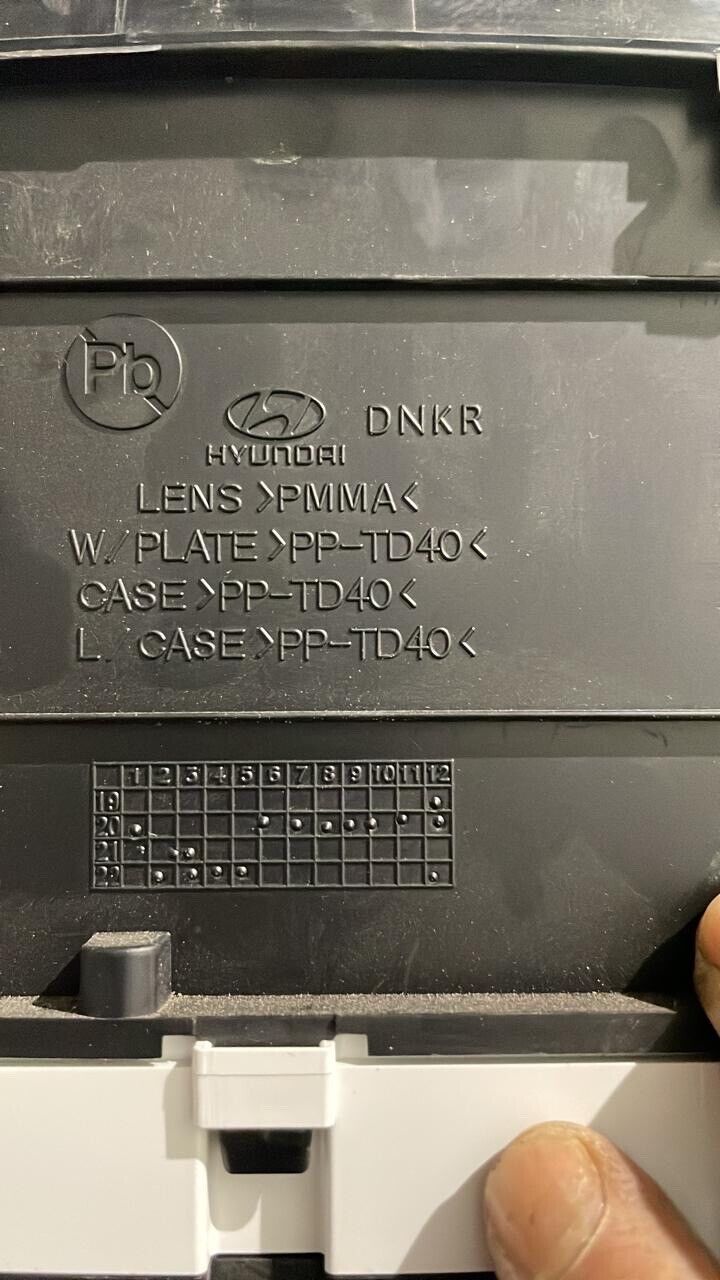 Pb
DNKR
HYUNDAI
LENS >PMMA<
W/PLATE >PP-TD40<
CASE >PP-TD40<
L/CASE >PP-TD40<
1 2 3 4 5 6 7 8 9 10 11 12
19
20
21
22